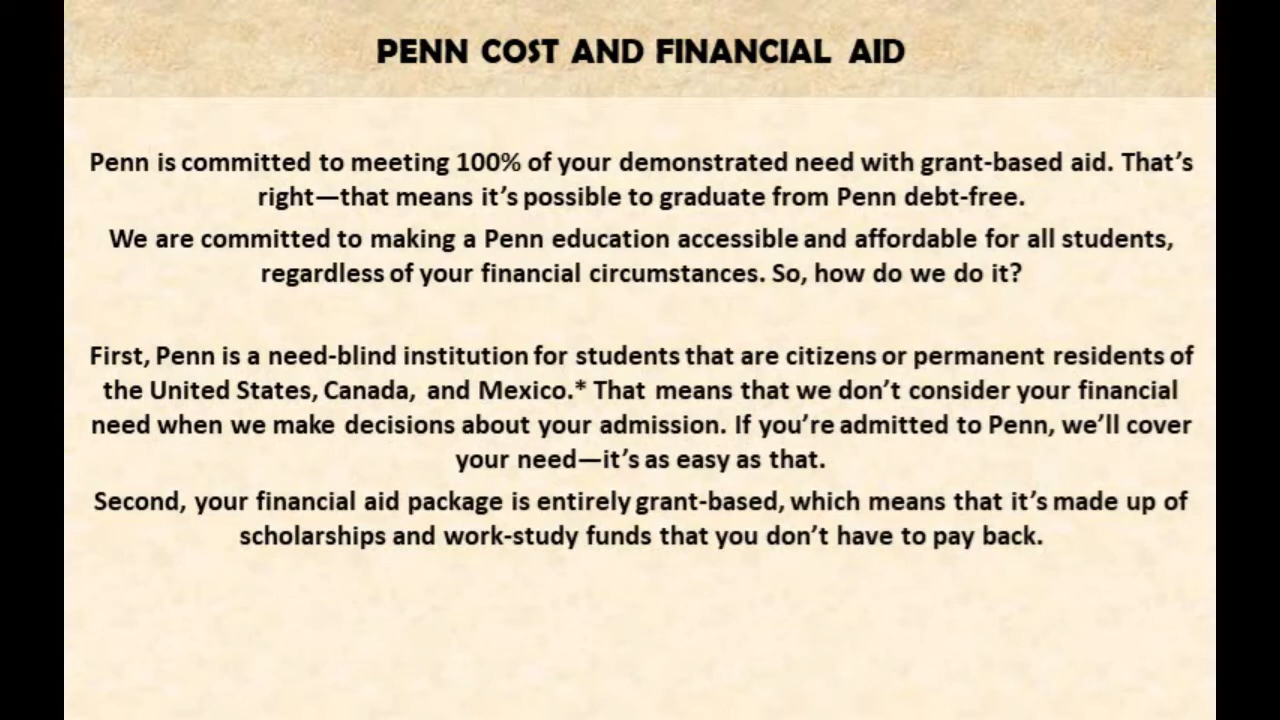 PENN COST AND FINANCIAL AID
Penn is committed to meeting 100% of your demonstrated need with grant-based aid. That’s
right—that means it’s possible to graduate from Penn debt-free.
We are committed to making a Penn education accessible and affordable for all students,
regardless of your financial circumstances. So, how do we do it?
First, Penn is a need-blind institution for students that are citizens or permanent residents of
the United States, Canada, and Mexico.* That means that we don’t consider your financial
need when we make decisions about your admission. If you’re admitted to Penn, we’ll cover
your need—it’s as easy as that.
Second, your financial aid package is entirely grant-based, which means that it’s made up of
scholarships and work-study funds that you don’t have to pay back.